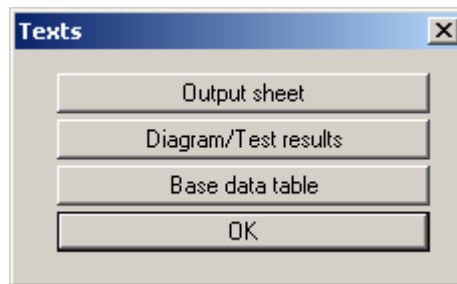 Texts
Output sheet
Diagram/Test results
Base data table
OK